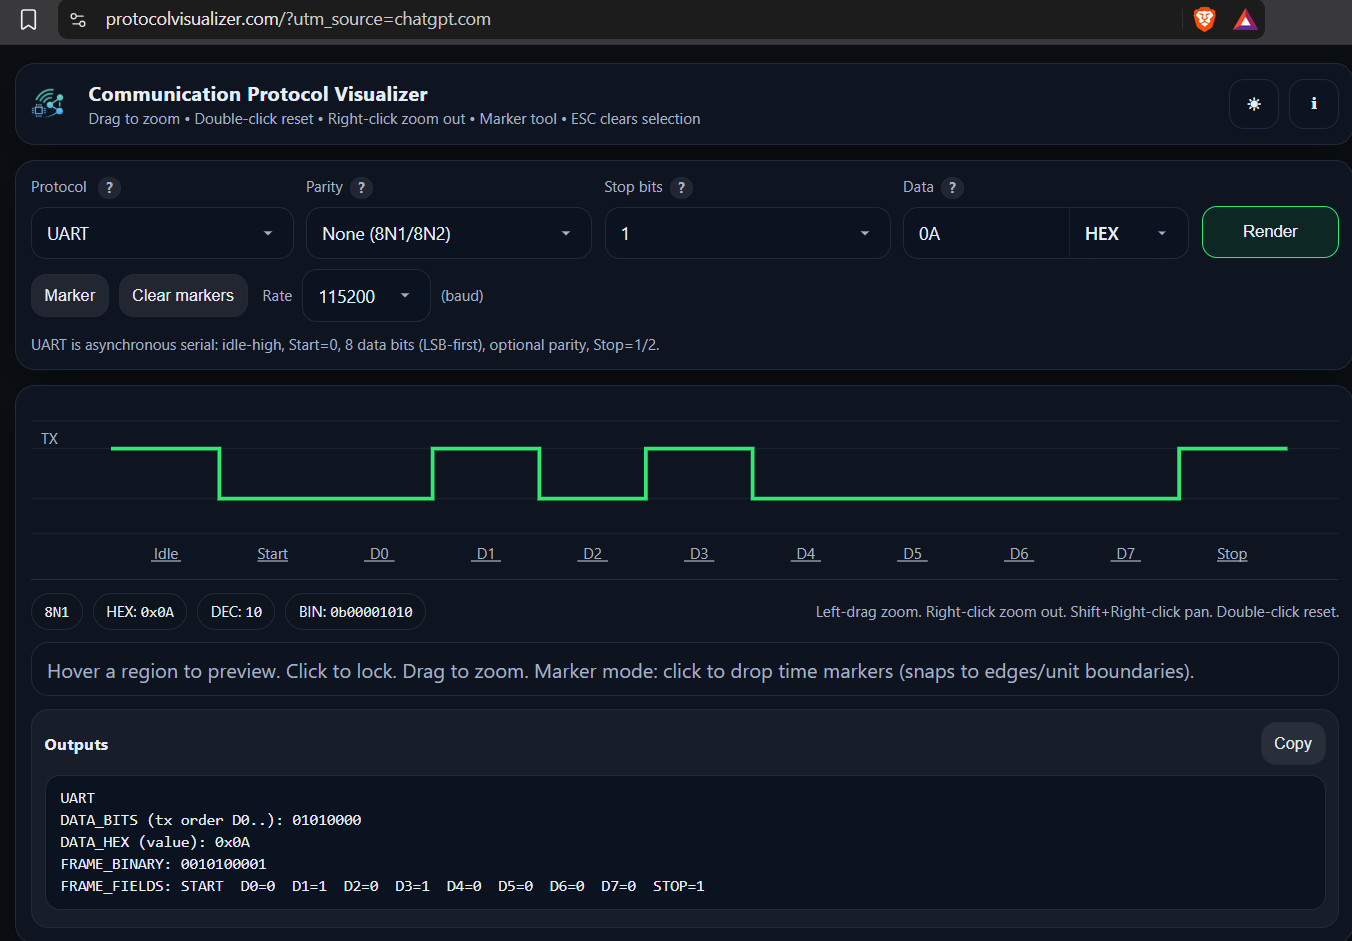 protocolvisualizer.com/?utm_source=chatgpt.com
Communication Protocol Visualizer
Drag to zoom • Double-click reset • Right-click zoom out • Marker tool • ESC clears selection
i
Protocol ? Parity ? Stop bits ? Data ?
UART None (8N1/8N2) 1 0A HEX Render
Marker Clear markers Rate 115200 (baud)
UART is asynchronous serial: idle-high, Start=0, 8 data bits (LSB-first), optional parity, Stop=1/2.
TX
Idle Start D0 D1 D2 D3 D4 D5 D6 D7 Stop
8N1 HEX: 0x0A DEC: 10 BIN: 0b00001010 Left-drag zoom. Right-click zoom out. Shift+Right-click pan. Double-click reset.
Hover a region to preview. Click to lock. Drag to zoom. Marker mode: click to drop time markers (snaps to edges/unit boundaries).
Outputs Copy
UART
DATA_BITS (tx order D0..): 01010000
DATA_HEX (value): 0x0A
FRAME_BINARY: 0010100001
FRAME_FIELDS: START D0=0 D1=1 D2=0 D3=1 D4=0 D5=0 D6=0 D7=0 STOP=1